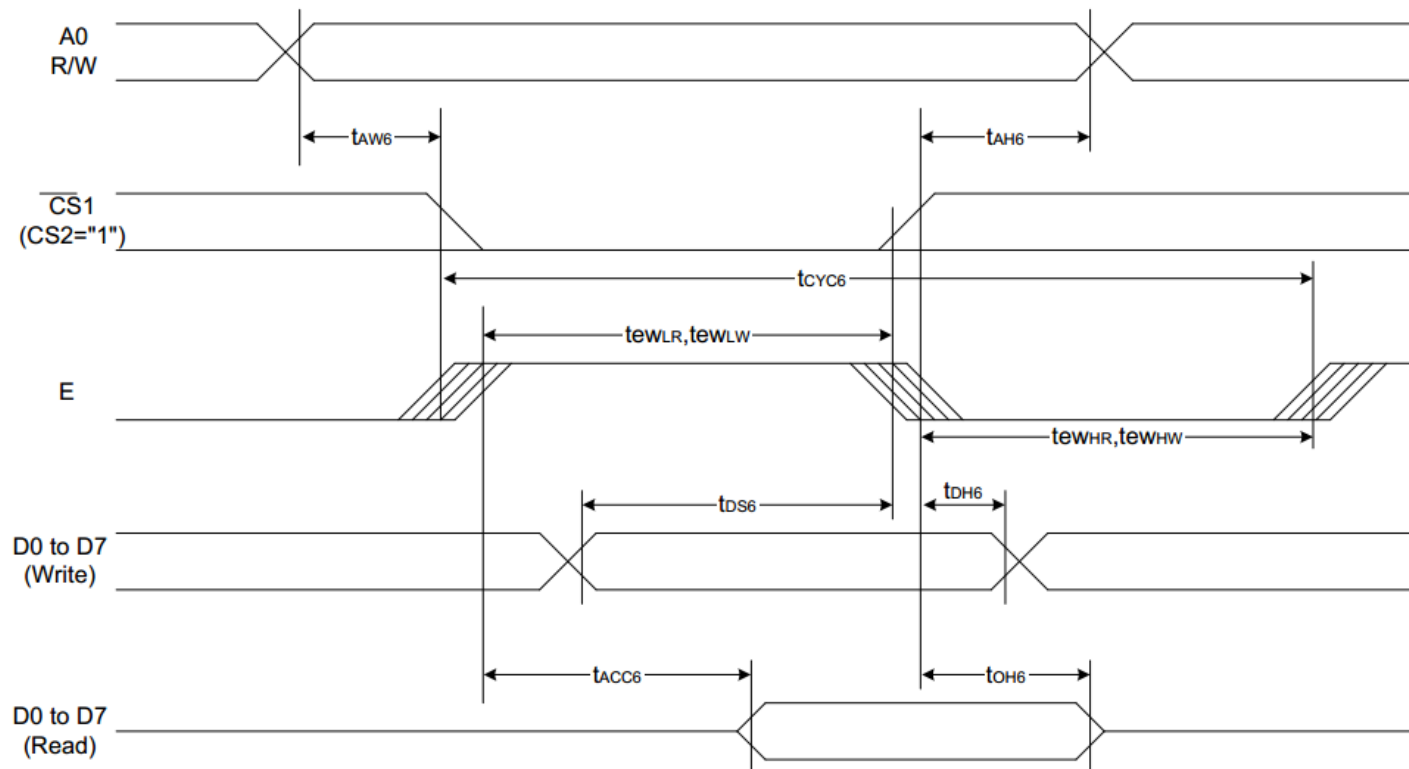 A0
R/W
tAW6
tAH6
CS1
(CS2="1")
tCYC6
tewLR,tewLW
E
tewHR,tewHW
tDS6
tDH6
D0 to D7
(Write)
tACC6
tOH6
D0 to D7
(Read)